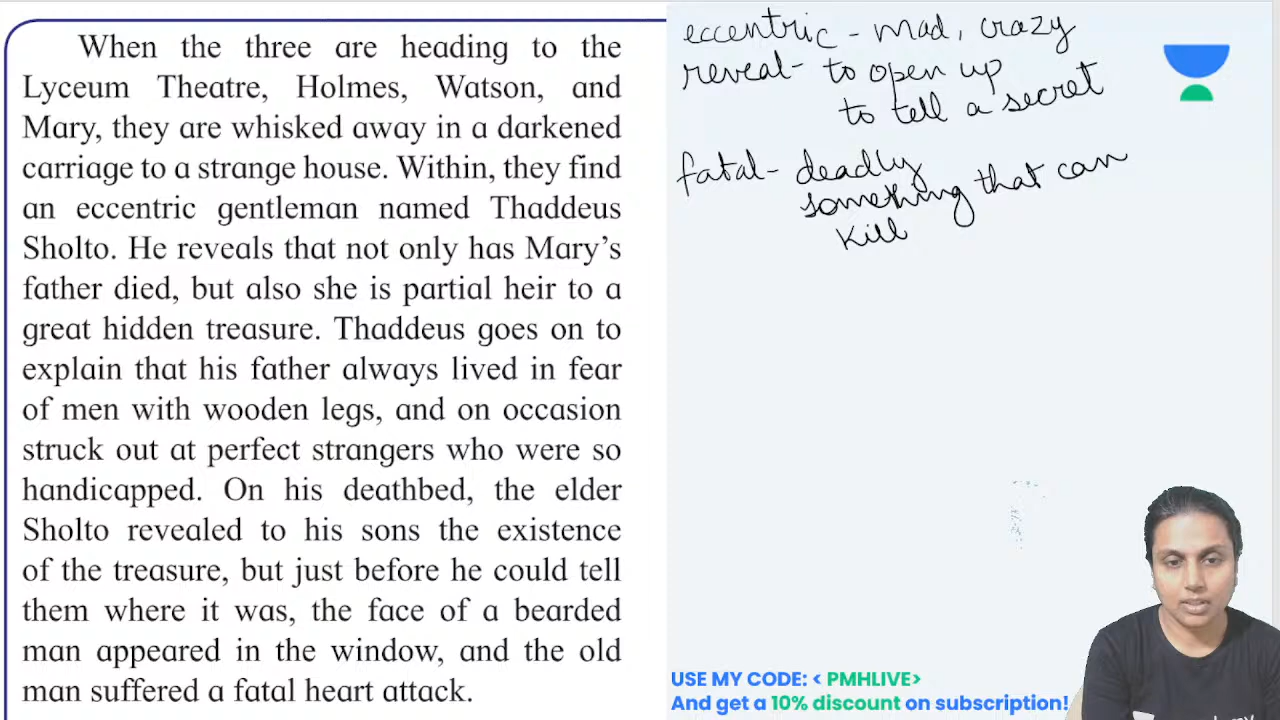 When the three are heading to the
Lyceum Theatre, Holmes, Watson, and
Mary, they are whisked away in a darkened
carriage to a strange house. Within, they find
an eccentric gentleman named Thaddeus
Sholto. He reveals that not only has Mary’s
father died, but also she is partial heir to a
great hidden treasure. Thaddeus goes on to
explain that his father always lived in fear
of men with wooden legs, and on occasion
struck out at perfect strangers who were so
handicapped. On his deathbed, the elder
Sholto revealed to his sons the existence
of the treasure, but just before he could tell
them where it was, the face of a bearded
man appeared in the window, and the old
man suffered a fatal heart attack.
eccentric - mad, crazy
reveal - to open up
to tell a secret
fatal - deadly
something that can
kill
USE MY CODE: < PMHLIVE>
And get a 10% discount on subscription!